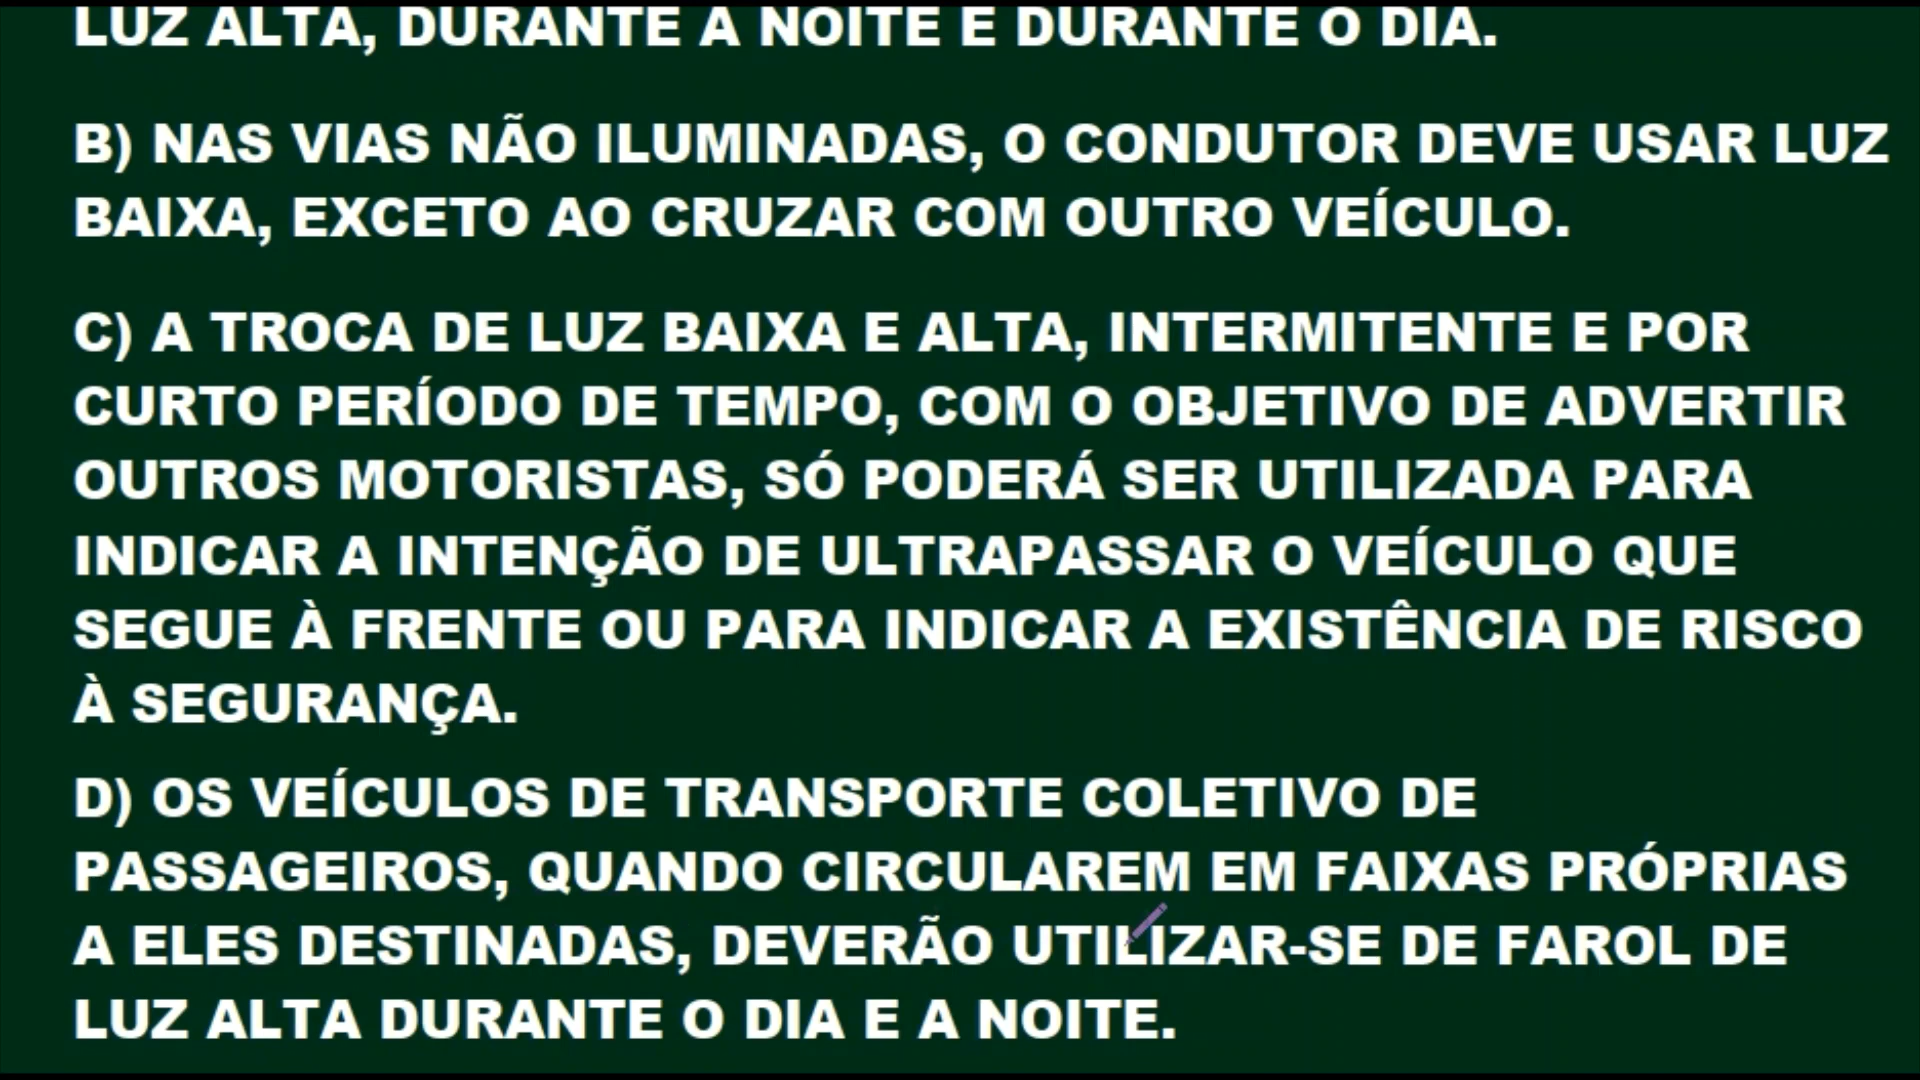 LUZ ALTA, DURANTE A NOITE E DURANTE O DIA.
B) NAS VIAS NÃO ILUMINADAS, O CONDUTOR DEVE USAR LUZ
BAIXA, EXCETO AO CRUZAR COM OUTRO VEÍCULO.
C) A TROCA DE LUZ BAIXA E ALTA, INTERMITENTE E POR
CURTO PERÍODO DE TEMPO, COM O OBJETIVO DE ADVERTIR
OUTROS MOTORISTAS, SÓ PODERÁ SER UTILIZADA PARA
INDICAR A INTENÇÃO DE ULTRAPASSAR O VEÍCULO QUE
SEGUE À FRENTE OU PARA INDICAR A EXISTÊNCIA DE RISCO
À SEGURANÇA.
D) OS VEÍCULOS DE TRANSPORTE COLETIVO DE
PASSAGEIROS, QUANDO CIRCULAREM EM FAIXAS PRÓPRIAS
A ELES DESTINADAS, DEVERÃO UTILIZAR-SE DE FAROL DE
LUZ ALTA DURANTE O DIA E A NOITE.